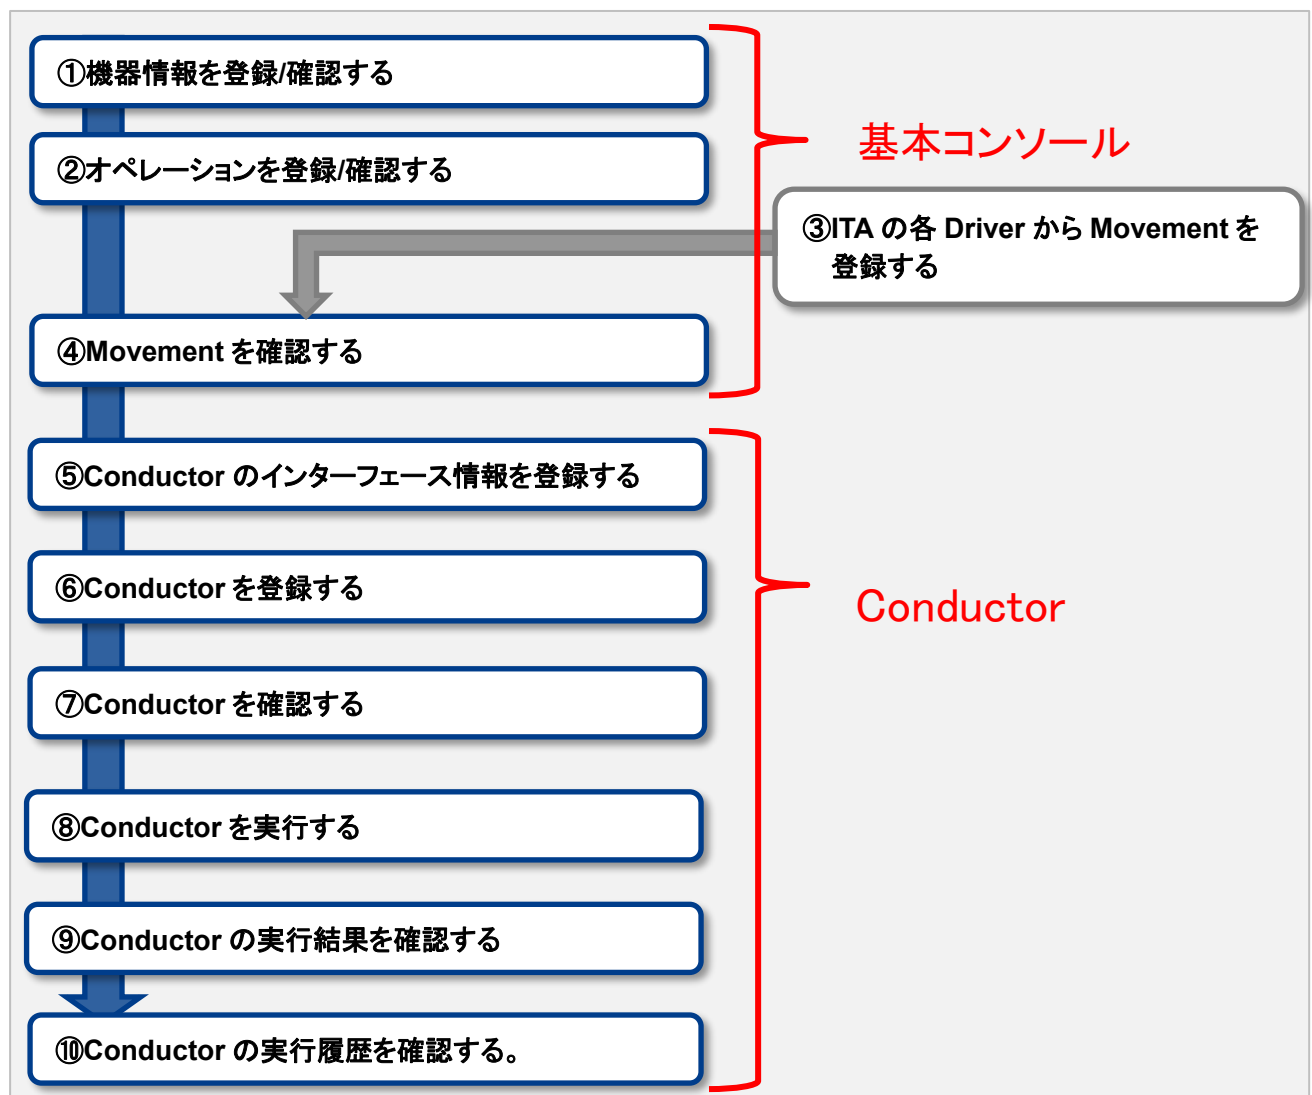 ①機器情報を登録/確認する
基本コンソール
②オペレーションを登録/確認する
③ITA の各 Driver から Movement を
登録する
④Movement を確認する
⑤Conductor のインターフェース情報を登録する
⑥Conductor を登録する
Conductor
⑦Conductor を確認する
⑧Conductor を実行する
⑨Conductor の実行結果を確認する
⑩Conductor の実行履歴を確認する。